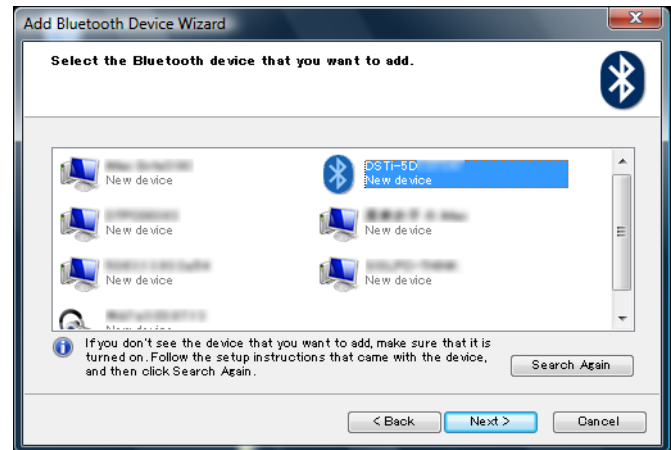 Add Bluetooth Device Wizard
Select the Bluetooth device that you want to add.
New device
DSTi-5D
New device
New device
New device
New device
New device
If you don't see the device that you want to add, make sure that it is
turned on. Follow the setup instructions that came with the device,
and then click Search Again.
Search Again
< Back
Next >
Cancel